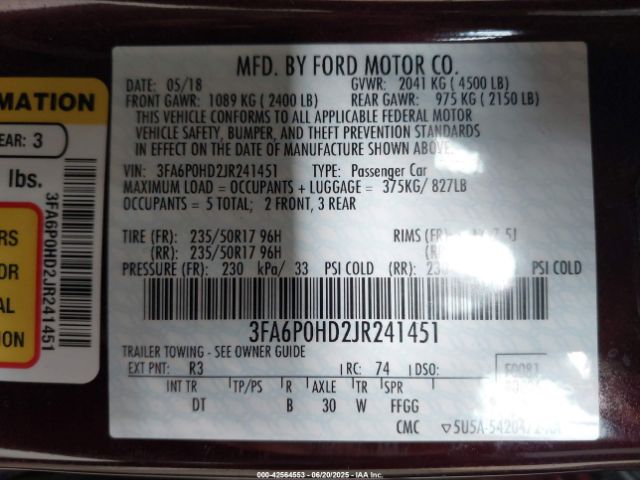 MFD. BY FORD MOTOR CO.
DATE: 05/18 GVWR: 2041 KG ( 4500 LB)
FRONT GAWR: 1089 KG ( 2400 LB) REAR GAWR: 975 KG ( 2150 LB)
THIS VEHICLE CONFORMS TO ALL APPLICABLE FEDERAL MOTOR
VEHICLE SAFETY, BUMPER, AND THEFT PREVENTION STANDARDS
IN EFFECT ON THE DATE OF MANUFACTURE SHOWN ABOVE.
VIN: 3FA6P0HD2JR241451 TYPE: Passenger Car
MAXIMUM LOAD = OCCUPANTS + LUGGAGE = 375KG/ 827LB
OCCUPANTS = 5 TOTAL; 2 FRONT, 3 REAR
TIRE (FR): 235/50R17 96H RIMS (FR)
(RR): 235/50R17 96H (RR)
PRESSURE (FR): 230 kPa/ 33 PSI COLD (RR): PSI COLD
3FA6P0HD2JR241451
TRAILER TOWING - SEE OWNER GUIDE
EXT PNT: R3 RC: 74 DSO:
INT TR TP/PS R AXLE TR SPR
DT B 30 W FFGG
CMC
MATION
EAR: 3
lbs.
3FA6P0HD2JR241451
RS
OR
AL
ION
000-42564553 - 06/20/2025 - IAA Inc.